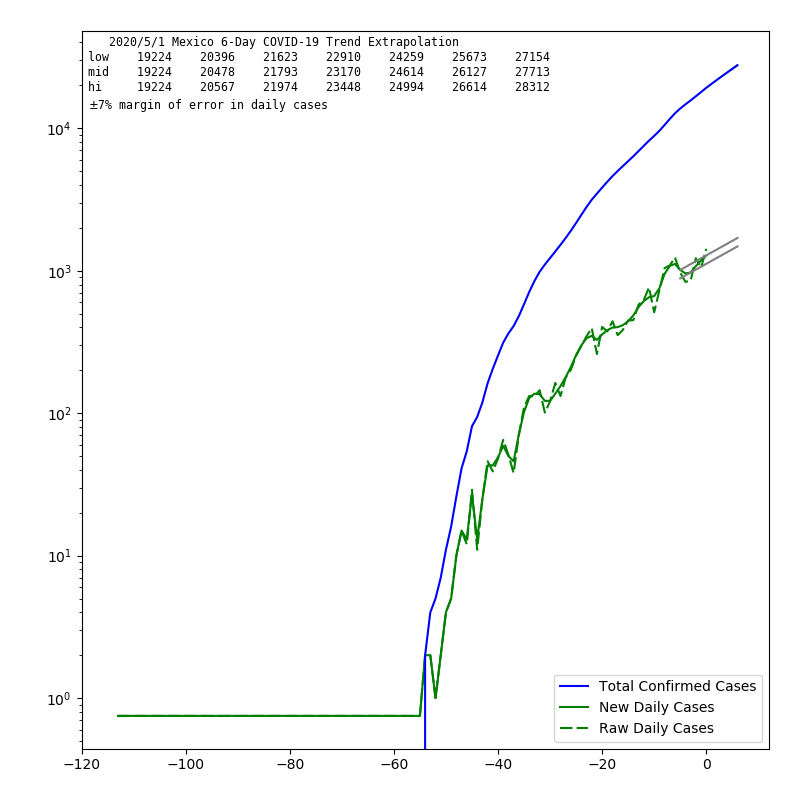 2020/5/1 Mexico 6-Day COVID-19 Trend Extrapolation
low 19224 20396 21623 22910 24259 25673 27154
mid 19224 20478 21793 23170 24614 26127 27713
hi 19224 20567 21974 23448 24994 26614 28312
±7% margin of error in daily cases
10⁴
10³
10²
10¹
10⁰
Total Confirmed Cases
New Daily Cases
Raw Daily Cases
−120 −100 −80 −60 −40 −20 0